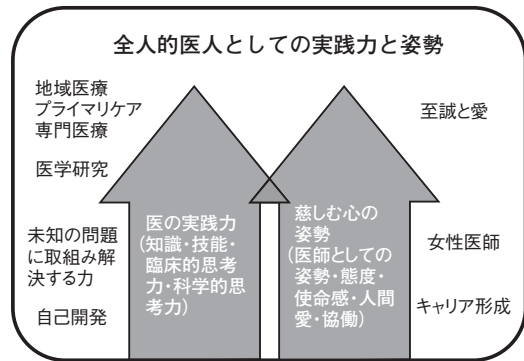 全人的医人としての実践力と姿勢
地域医療
プライマリケア
専門医療
医学研究
未知の問題
に取組み解
決する力
自己開発
医の実践力
(知識・技能・
臨床的思考
力・科学的思
考力)
慈しむ心の
姿勢
(医師としての
姿勢・態度・
使命感・人間
愛・協働)
至誠と愛
女性医師
キャリア形成